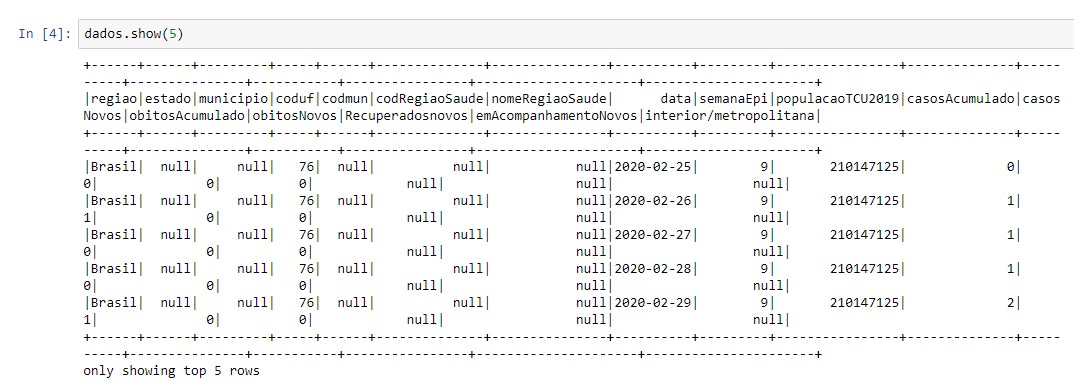 In [4]: dados.show(5)
+------+------+---------+-----+------+--------------+---------------+----------+---------+----------------+--------------+-----
-----+--------------+-----------+----------------+---------------------+----------------------+
|regiao|estado|municipio|coduf|codmun|codRegiaoSaude|nomeRegiaoSaude|      data|semanaEpi|populacaoTCU2019|casosAcumulado|casos
Novos|obitosAcumulado|obitosNovos|Recuperadosnovos|emAcompanhamentoNovos|interior/metropolitana|
+------+------+---------+-----+------+--------------+---------------+----------+---------+----------------+--------------+-----
-----+--------------+-----------+----------------+---------------------+----------------------+
|Brasil|  null|     null|   76|  null|          null|           null|2020-02-25|        9|       210147125|             0|
0|              0|          0|            null|                 null|                  null|
|Brasil|  null|     null|   76|  null|          null|           null|2020-02-26|        9|       210147125|             1|
1|              0|          0|            null|                 null|                  null|
|Brasil|  null|     null|   76|  null|          null|           null|2020-02-27|        9|       210147125|             1|
0|              0|          0|            null|                 null|                  null|
|Brasil|  null|     null|   76|  null|          null|           null|2020-02-28|        9|       210147125|             1|
0|              0|          0|            null|                 null|                  null|
|Brasil|  null|     null|   76|  null|          null|           null|2020-02-29|        9|       210147125|             2|
1|              0|          0|            null|                 null|                  null|
+------+------+---------+-----+------+--------------+---------------+----------+---------+----------------+--------------+-----
-----+--------------+-----------+----------------+---------------------+----------------------+
only showing top 5 rows